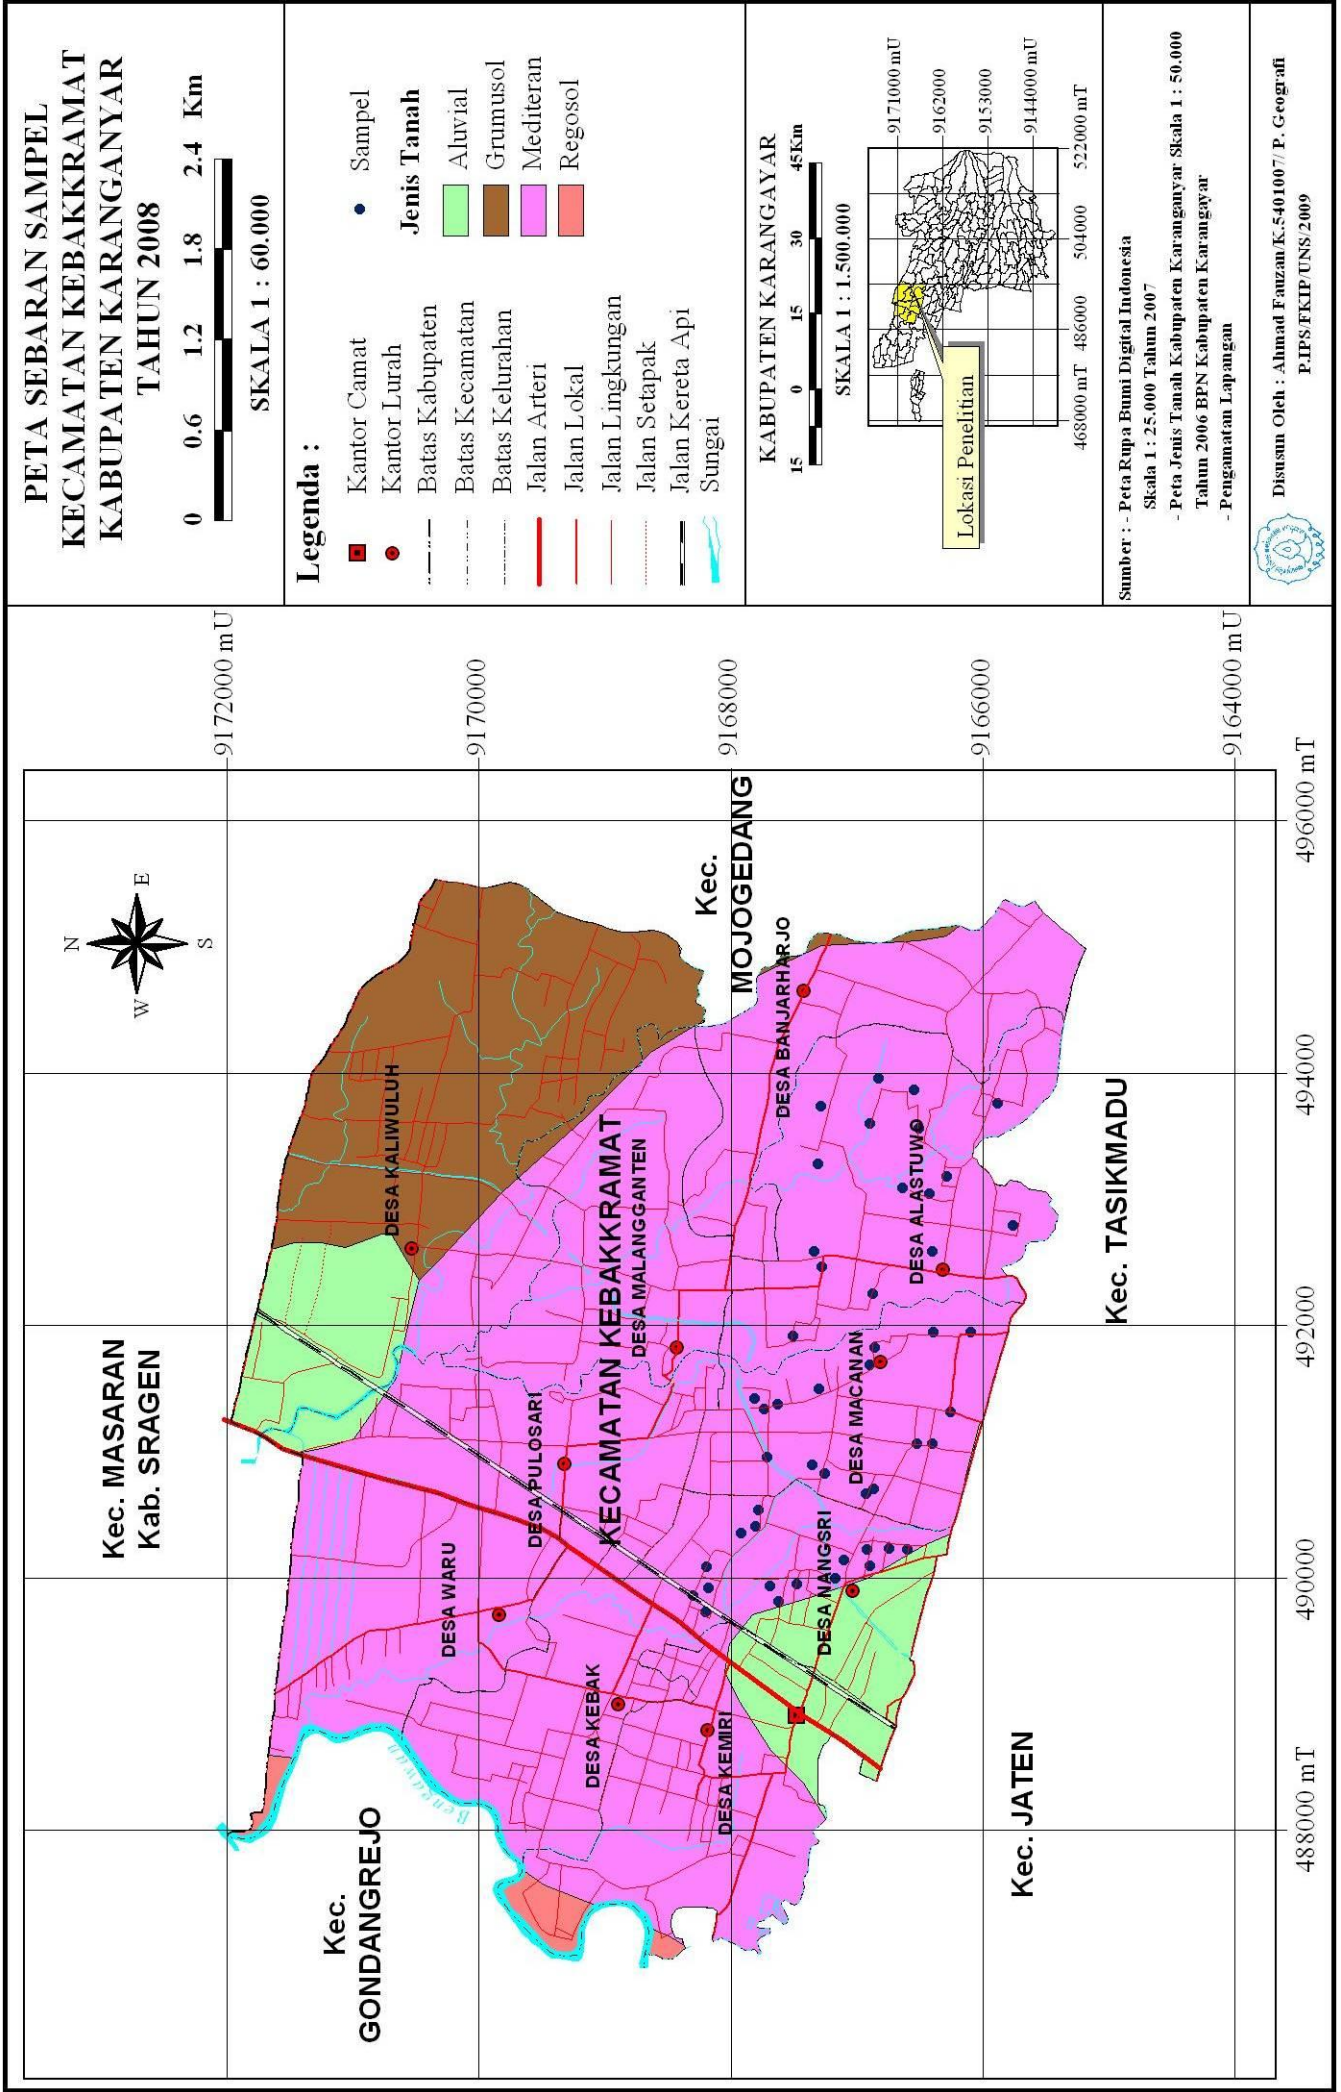 PETA SEBARAN SAMPEL
KECAMATAN KEBAKKRAMAT
KABUPATEN KARANGANYAR
TAHUN 2008
0 0.6 1.2 1.8 2.4 Km
SKALA 1 : 60.000
Legenda :
Kantor Camat
Kantor Lurah
Batas Kabupaten
Batas Kecamatan
Batas Kelurahan
Jalan Arteri
Jalan Lokal
Jalan Lingkungan
Jalan Setapak
Jalan Kereta Api
Sungai
Sampel
Jenis Tanah
Aluvial
Grumusol
Mediteran
Regosol
KABUPATEN KARANGAYAR
15 0 15 30 45Km
SKALA 1 : 1.500.000
9171000 mU
9162000
9153000
9144000 mU
468000 mT 486000 504000 522000 mT
Lokasi Penelitian
Sumber : - Peta Rupa Bumi Digital Indonesia
Skala 1 : 25.000 Tahun 2007
- Peta Jenis Tanah Kabupaten Karanganyar Skala 1 : 50.000
Tahun 2006 BPN Kabupaten Karangayar
- Pengamatan Lapangan
Disusun Oleh : Ahmad Fauzan/K.5401007/ P. Geografi
P.IPS/FKIP/UNS/2009
N
W E
S
Kec. MASARAN
Kab. SRAGEN
Kec.
GONDANGREJO
Kec.
MOJOGEDANG
Kec. TASIKMADU
Kec. JATEN
KECAMATAN KEBAKKRAMAT
DESA KALIWULUH
DESA WARU
DESA PULOSARI
DESA MALANGGANTEN
DESA KEBAK
DESA KEMIRI
DESA BANJARHARJO
DESA NANGSRI
DESA MACANAN
DESA ALASTUWO
Bengawan
9172000 mU
9170000
9168000
9166000
9164000 mU
488000 mT 490000 492000 494000 496000 mT